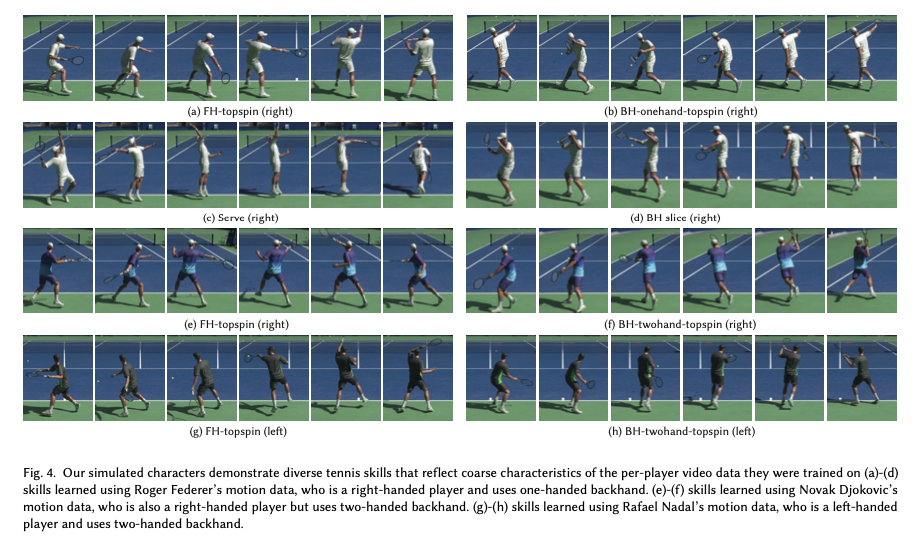 (a) FH-topspin (right)
(b) BH-onehand-topspin (right)
(c) Serve (right)
(d) BH slice (right)
(e) FH-topspin (right)
(f) BH-twohand-topspin (right)
(g) FH-topspin (left)
(h) BH-twohand-topspin (left)
Fig. 4. Our simulated characters demonstrate diverse tennis skills that reflect coarse characteristics of the per-player video data they were trained on (a)-(d)
skills learned using Roger Federer's motion data, who is a right-handed player and uses one-handed backhand. (e)-(f) skills learned using Novak Djokovic's
motion data, who is also a right-handed player but uses two-handed backhand. (g)-(h) skills learned using Rafael Nadal's motion data, who is a left-handed
player and uses two-handed backhand.